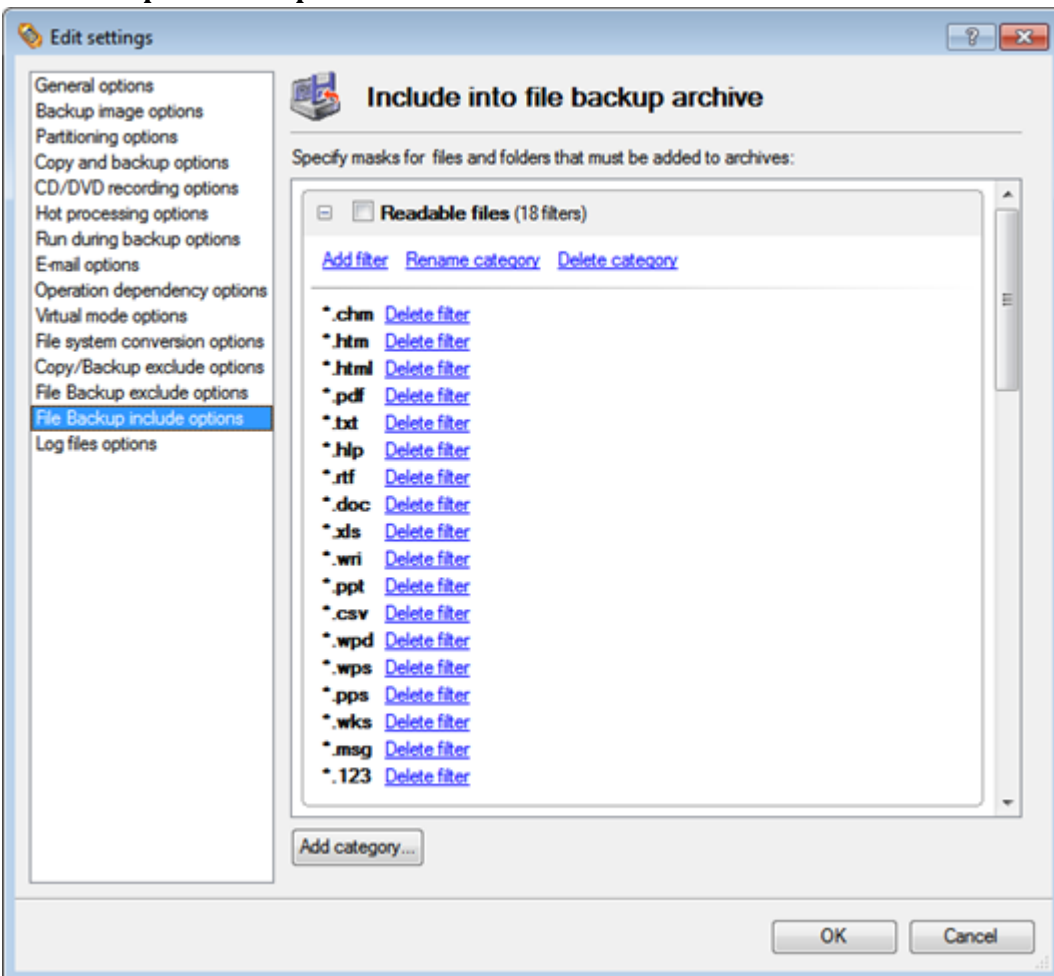 Edit settings
General options
Backup image options
Partitioning options
Copy and backup options
CD/DVD recording options
Hot processing options
Run during backup options
E-mail options
Operation dependency options
Virtual mode options
File system conversion options
Copy/Backup exclude options
File Backup exclude options
File Backup include options
Log files options
Include into file backup archive
Specify masks for files and folders that must be added to archives:
Readable files (18 filters)
Add filter Rename category Delete category
*.chm Delete filter
*.htm Delete filter
*.html Delete filter
*.pdf Delete filter
*.txt Delete filter
*.hlp Delete filter
*.rtf Delete filter
*.doc Delete filter
*.xls Delete filter
*.wri Delete filter
*.ppt Delete filter
*.csv Delete filter
*.wpd Delete filter
*.wps Delete filter
*.pps Delete filter
*.wks Delete filter
*.msg Delete filter
*.123 Delete filter
Add category...
OK Cancel